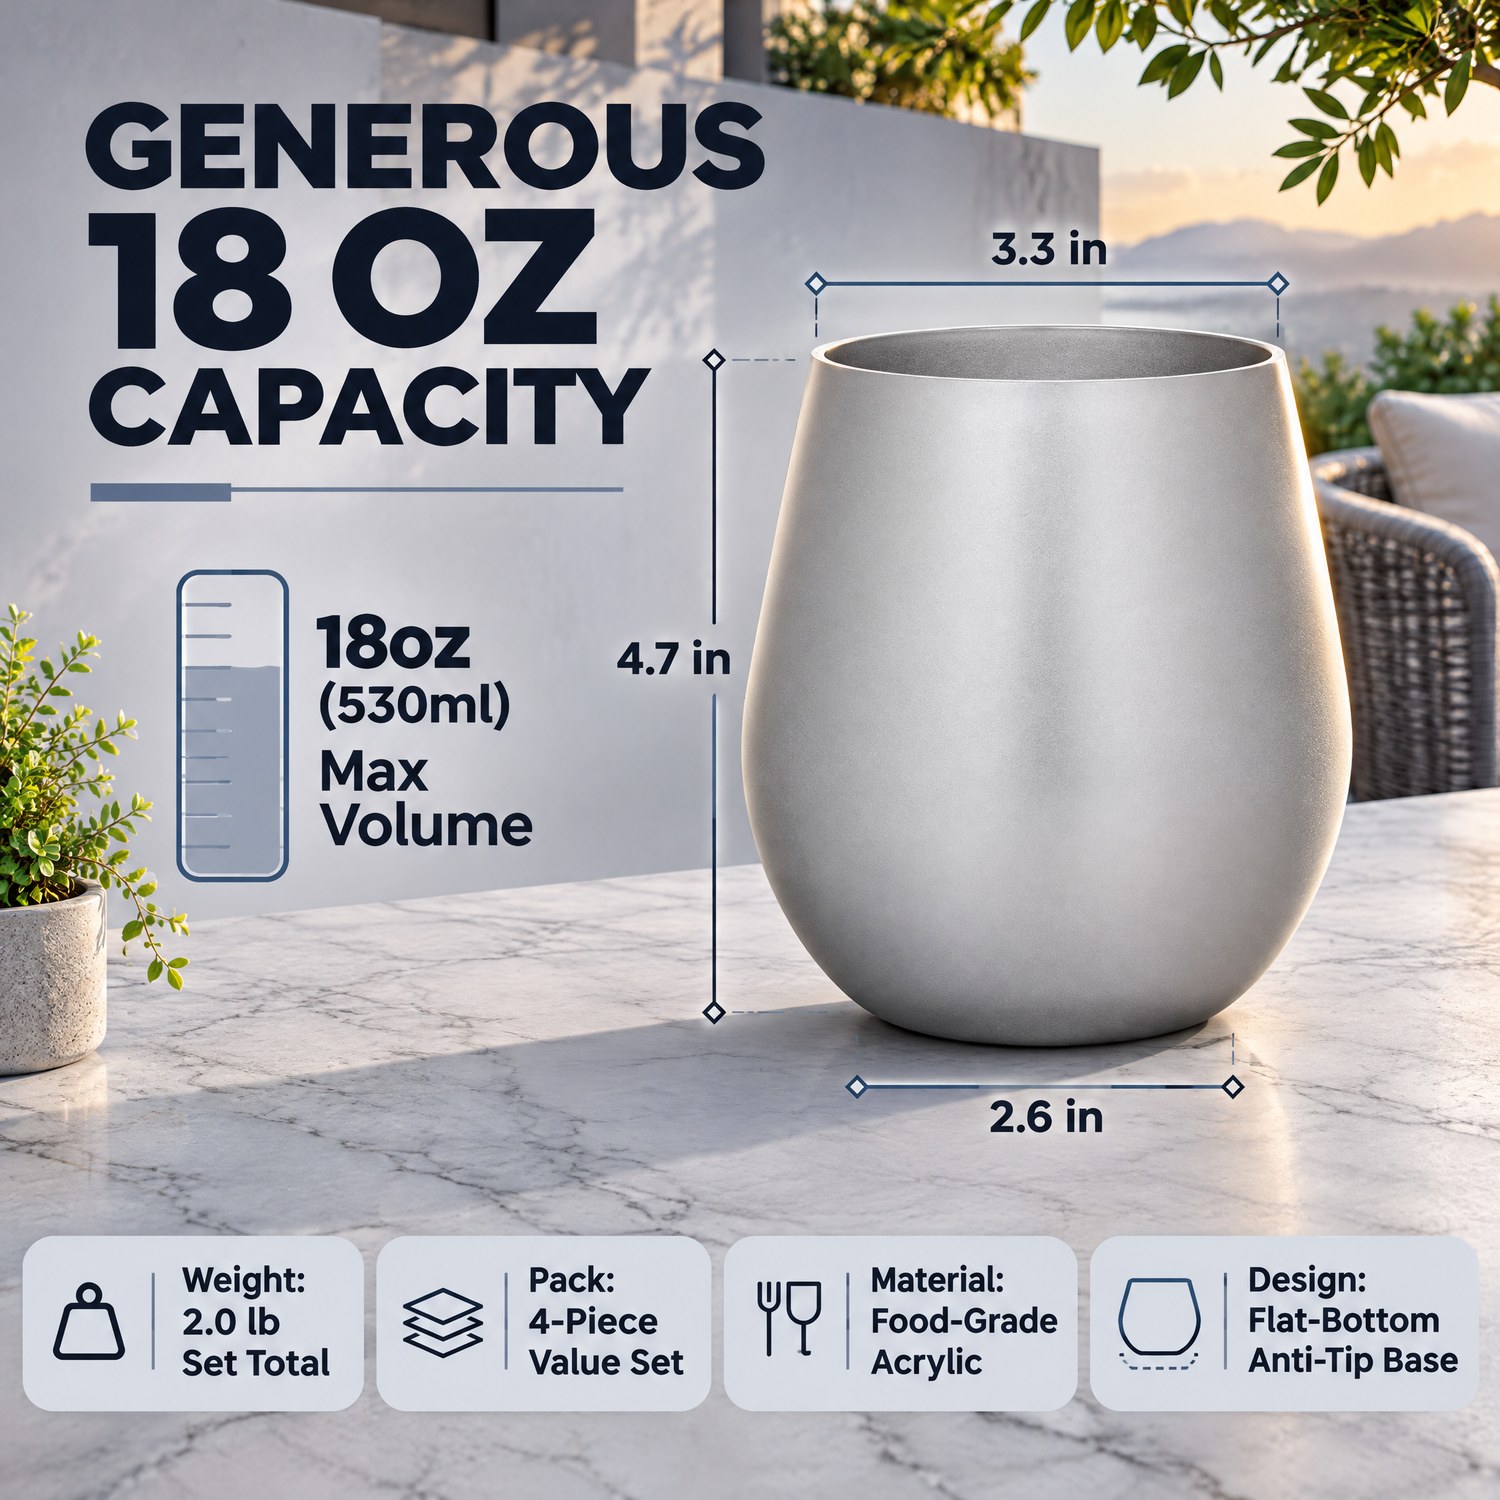 GENEROUS
18 OZ
CAPACITY
3.3 in
4.7 in
18oz
(530ml)
Max
Volume
2.6 in
Weight:
2.0 lb
Set Total
Pack:
4-Piece
Value Set
Material:
Food-Grade
Acrylic
Design:
Flat-Bottom
Anti-Tip Base